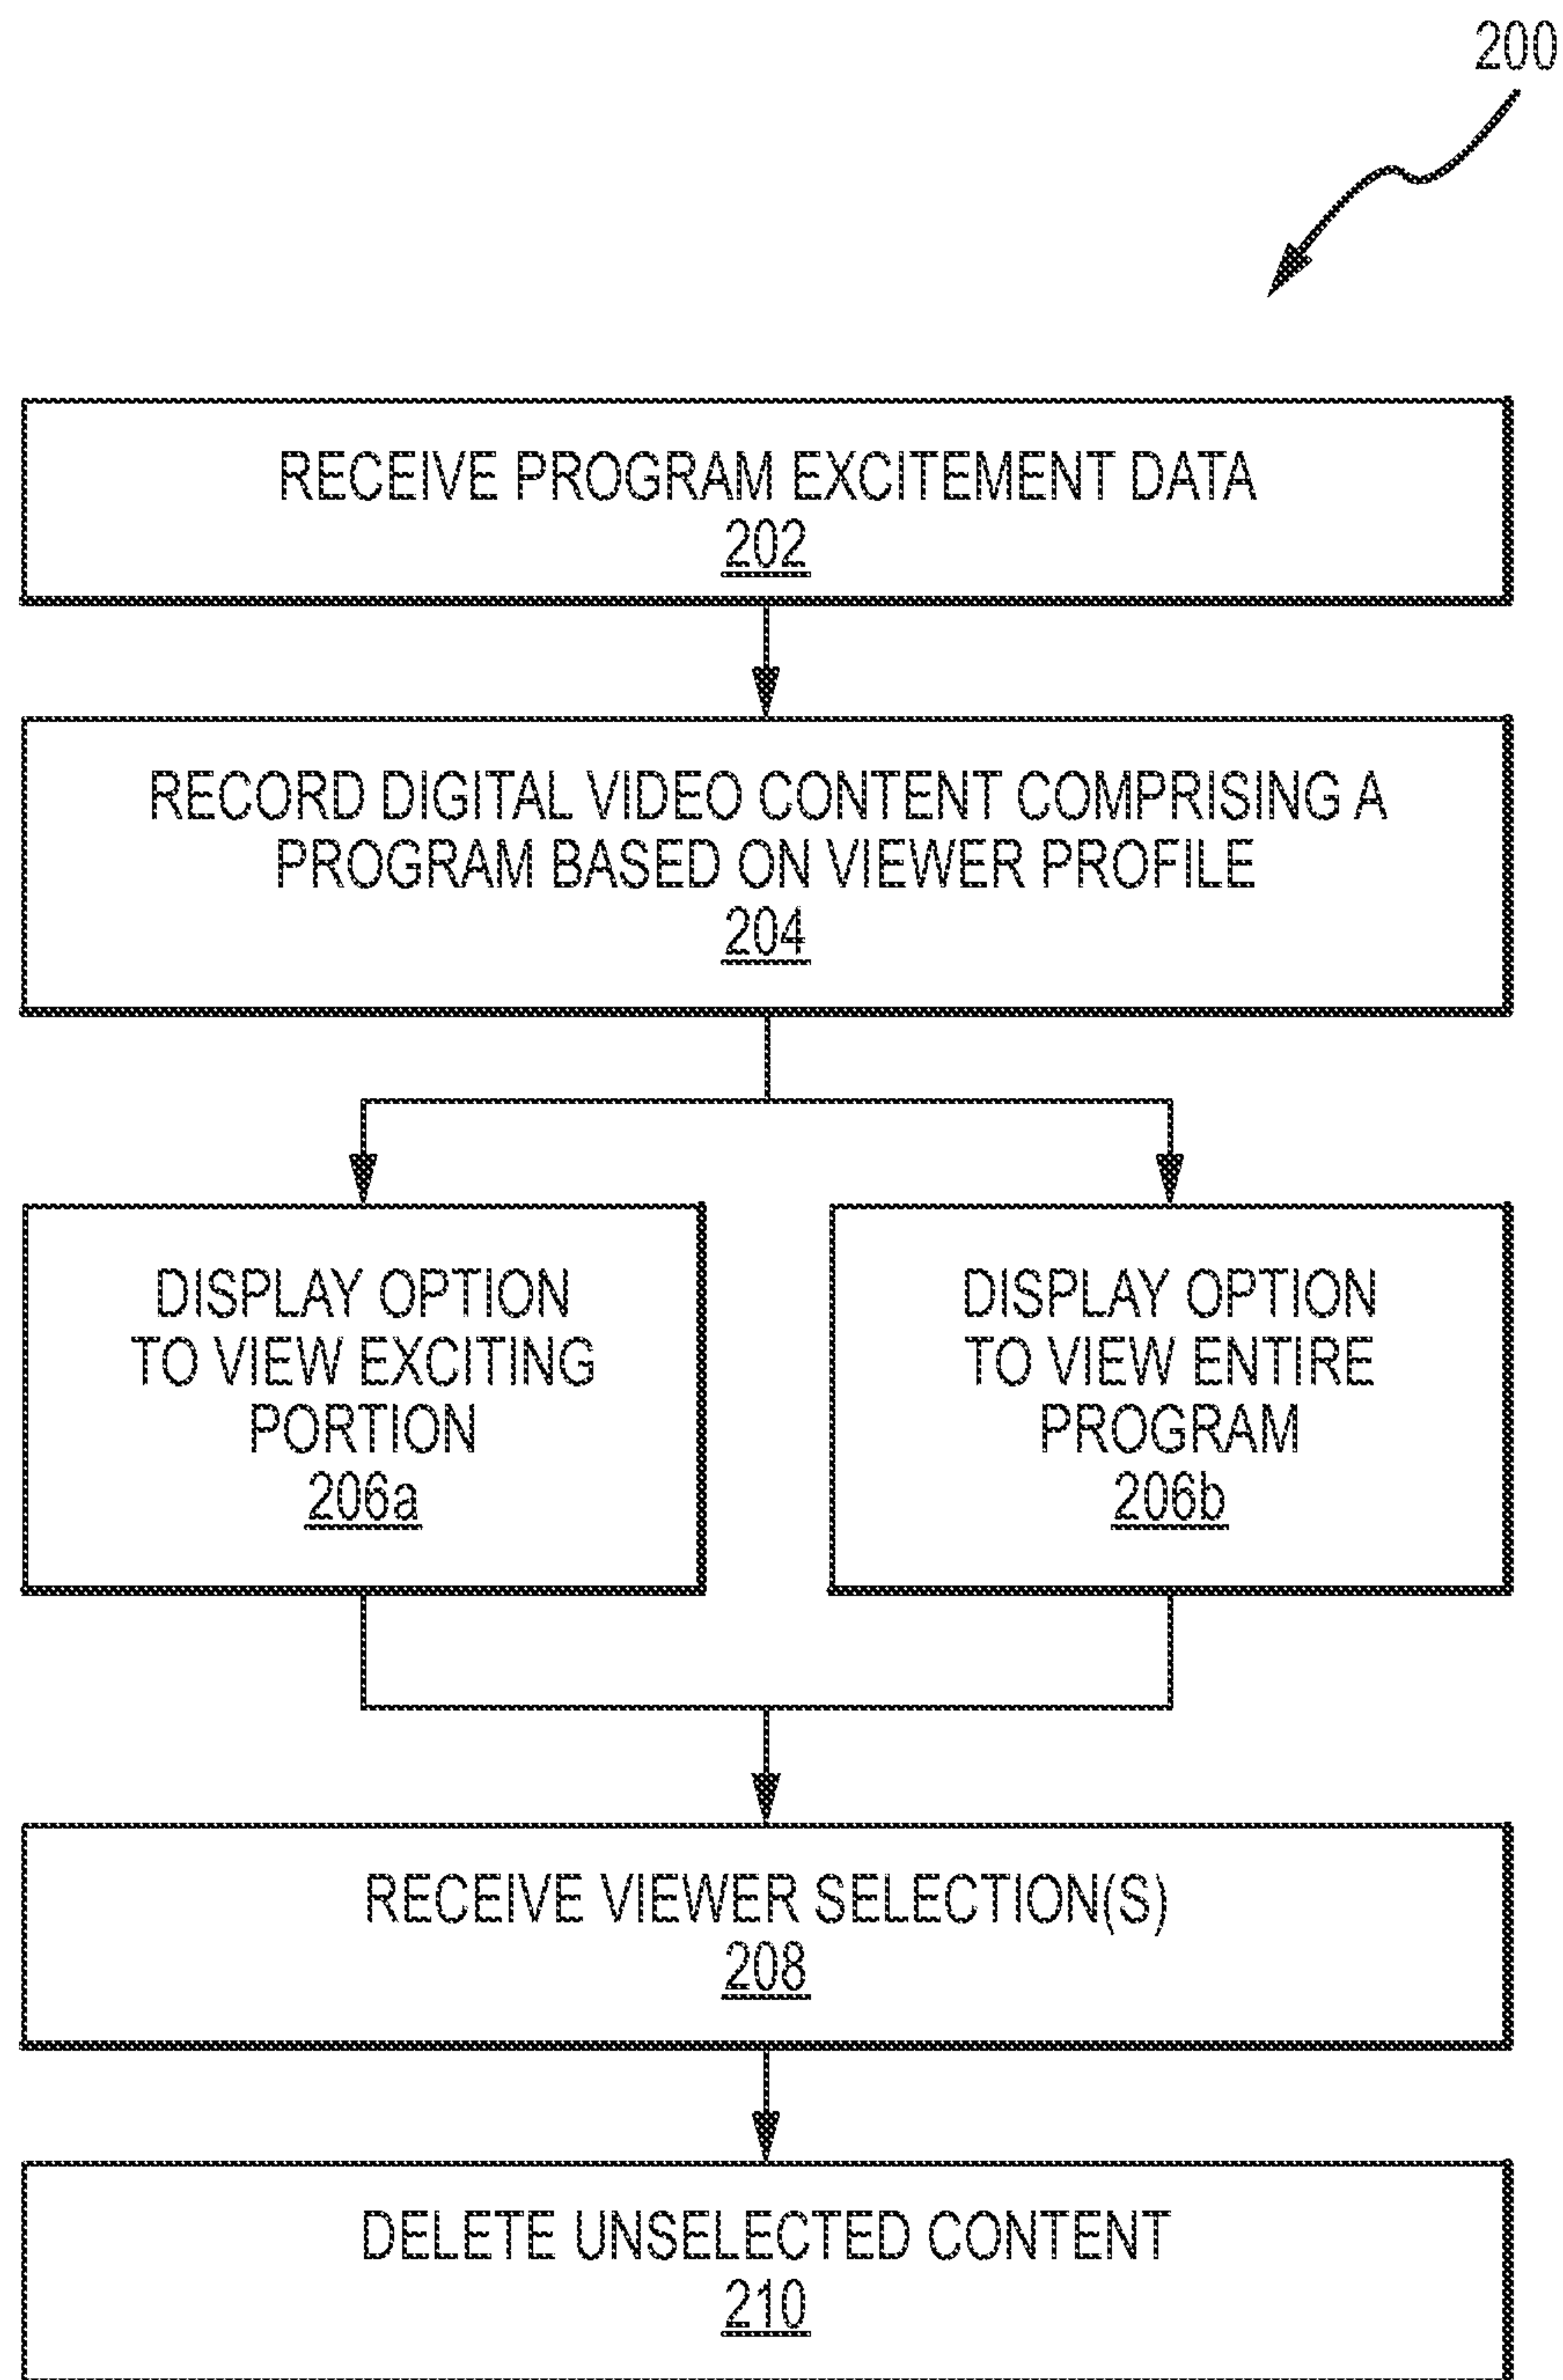 200
RECEIVE PROGRAM EXCITEMENT DATA
202
RECORD DIGITAL VIDEO CONTENT COMPRISING A
PROGRAM BASED ON VIEWER PROFILE
204
DISPLAY OPTION
TO VIEW EXCITING
PORTION
206a
DISPLAY OPTION
TO VIEW ENTIRE
PROGRAM
206b
RECEIVE VIEWER SELECTION(S)
208
DELETE UNSELECTED CONTENT
210